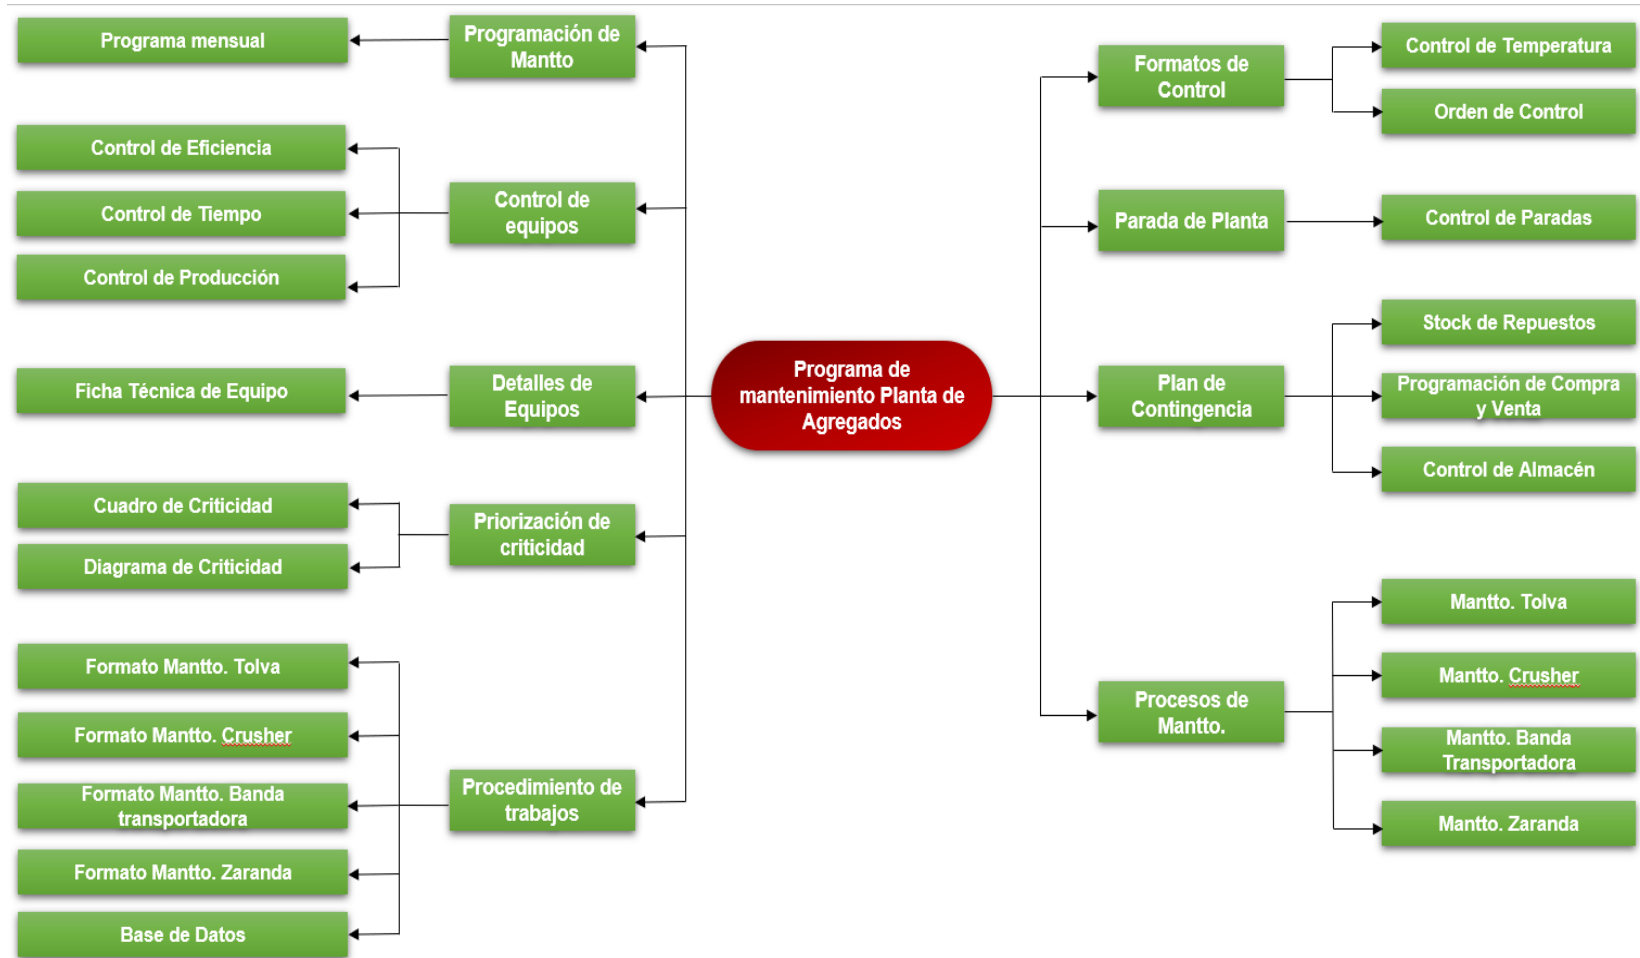 Programa mensual
Programación de
Mantto
Control de Eficiencia
Control de Tiempo
Control de Producción
Control de
equipos
Ficha Técnica de Equipo
Detalles de
Equipos
Cuadro de Criticidad
Diagrama de Criticidad
Priorización de
criticidad
Formato Mantto. Tolva
Formato Mantto. Crusher
Formato Mantto. Banda
transportadora
Formato Mantto. Zaranda
Base de Datos
Procedimiento de
trabajos
Programa de
mantenimiento Planta de
Agregados
Formatos de
Control
Control de Temperatura
Orden de Control
Parada de Planta
Control de Paradas
Plan de
Contingencia
Stock de Repuestos
Programación de Compra
y Venta
Control de Almacén
Procesos de
Mantto.
Mantto. Tolva
Mantto. Crusher
Mantto. Banda
Transportadora
Mantto. Zaranda